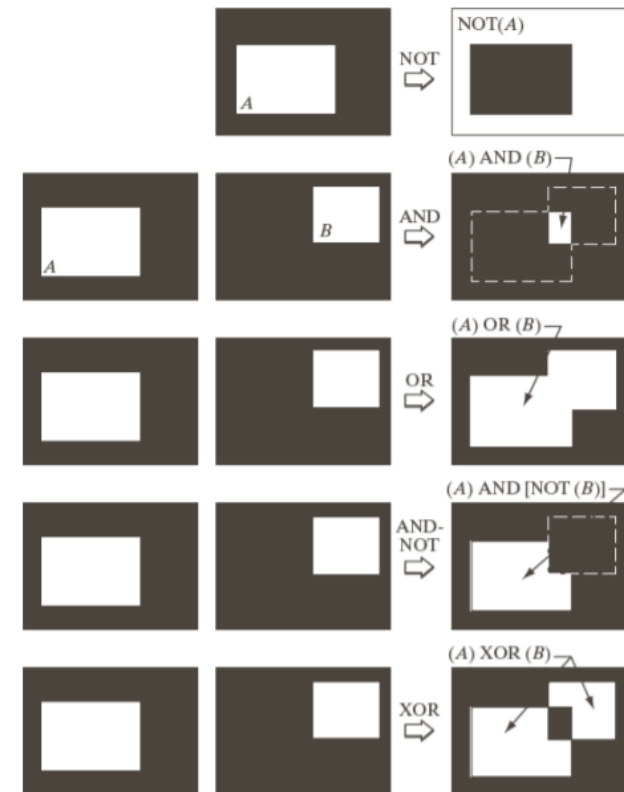 NOT
NOT(A)
A
(A) AND (B)
A
B
AND
(A) OR (B)
OR
(A) AND [NOT (B)]
AND-
NOT
(A) XOR (B)
XOR